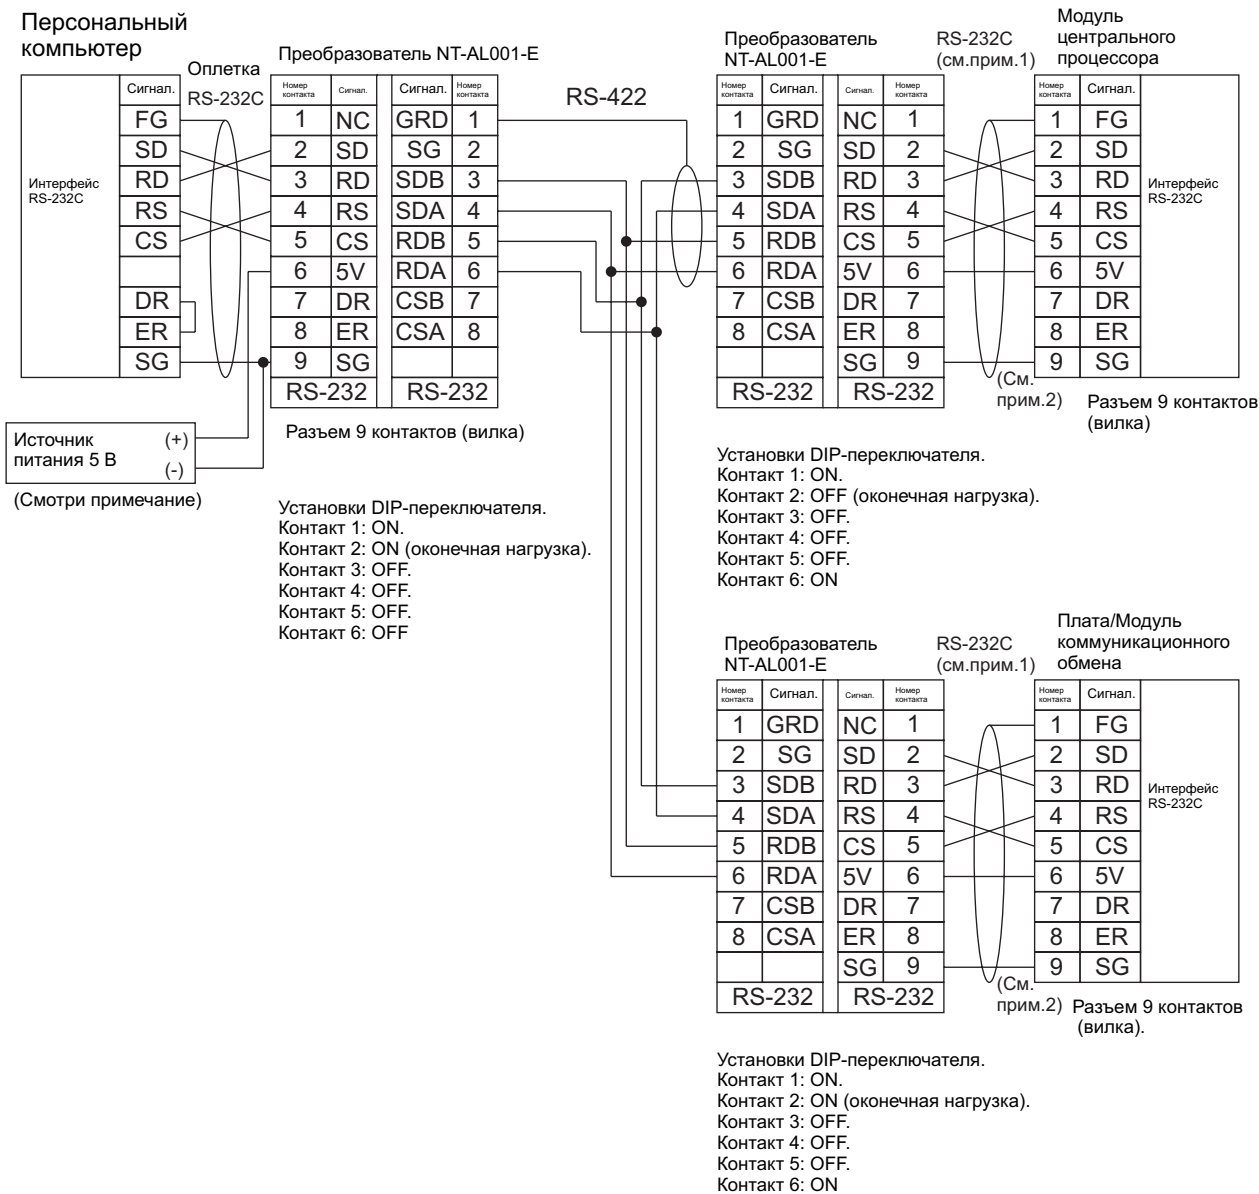 Персональный
компьютер
Оплетка
RS-232C
Преобразователь NT-AL001-E
RS-422
Преобразователь
NT-AL001-E
RS-232C
(см.прим.1)
Модуль
центрального
процессора
Интерфейс
RS-232C
Сигнал.
FG
SD
RD
RS
CS
DR
ER
SG
Номер контакта Сигнал. Сигнал. Номер контакта
1 NC GRD 1
2 SD SG 2
3 RD SDB 3
4 RS SDA 4
5 CS RDB 5
6 5V RDA 6
7 DR CSB 7
8 ER CSA 8
9 SG
RS-232 RS-232
Разъем 9 контактов (вилка)
Источник (+)
питания 5 В (-)
(Смотри примечание)
Установки DIP-переключателя.
Контакт 1: ON.
Контакт 2: ON (оконечная нагрузка).
Контакт 3: OFF.
Контакт 4: OFF.
Контакт 5: OFF.
Контакт 6: OFF
Номер контакта Сигнал. Сигнал. Номер контакта Номер контакта Сигнал.
1 GRD NC 1 1 FG
2 SG SD 2 2 SD
3 SDB RD 3 3 RD
4 SDA RS 4 4 RS
5 RDB CS 5 5 CS
6 RDA 5V 6 6 5V
7 CSB DR 7 7 DR
8 CSA ER 8 8 ER
SG 9 9 SG
RS-232 RS-232
Интерфейс
RS-232C
(См.
прим.2)
Разъем 9 контактов
(вилка)
Установки DIP-переключателя.
Контакт 1: ON.
Контакт 2: OFF (оконечная нагрузка).
Контакт 3: OFF.
Контакт 4: OFF.
Контакт 5: OFF.
Контакт 6: ON
Преобразователь
NT-AL001-E
RS-232C
(см.прим.1)
Плата/Модуль
коммуникационного
обмена
Номер контакта Сигнал. Сигнал. Номер контакта Номер контакта Сигнал.
1 GRD NC 1 1 FG
2 SG SD 2 2 SD
3 SDB RD 3 3 RD
4 SDA RS 4 4 RS
5 RDB CS 5 5 CS
6 RDA 5V 6 6 5V
7 CSB DR 7 7 DR
8 CSA ER 8 8 ER
SG 9 9 SG
RS-232 RS-232
Интерфейс
RS-232C
(См.
прим.2)
Разъем 9 контактов
(вилка).
Установки DIP-переключателя.
Контакт 1: ON.
Контакт 2: ON (оконечная нагрузка).
Контакт 3: OFF.
Контакт 4: OFF.
Контакт 5: OFF.
Контакт 6: ON